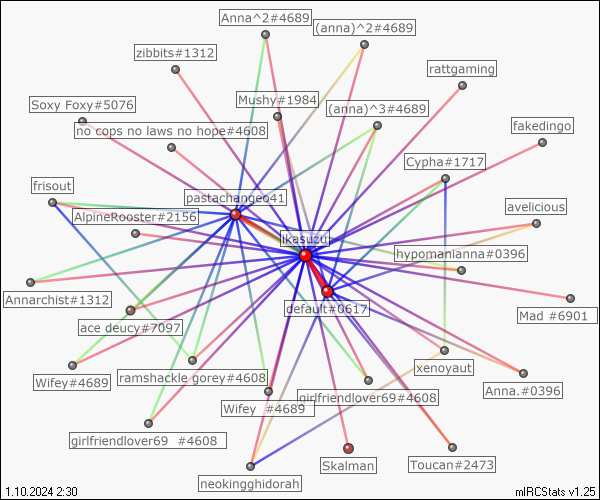 Anna^2#4689
(anna)^2#4689
zibbits#1312
rattgaming
Soxy Foxy#5076
Mushy#1984
(anna)^3#4689
no cops no laws no hope#4608
fakedingo
Cypha#1717
frisout
pastachangeo41
AlpineRooster#2156
avelicious
ikasuzu
hypomanianna#0396
Annarchist#1312
default#0617
Mad #6901
ace deucy#7097
xenoyaut
Wifey#4689
ramshackle gorey#4608
Anna.#0396
girlfriendlover69#4608
Wifey #4689
girlfriendlover69 #4608
Skalman
Toucan#2473
neokingghidorah
1.10.2024 2:30
mIRCStats v1.25